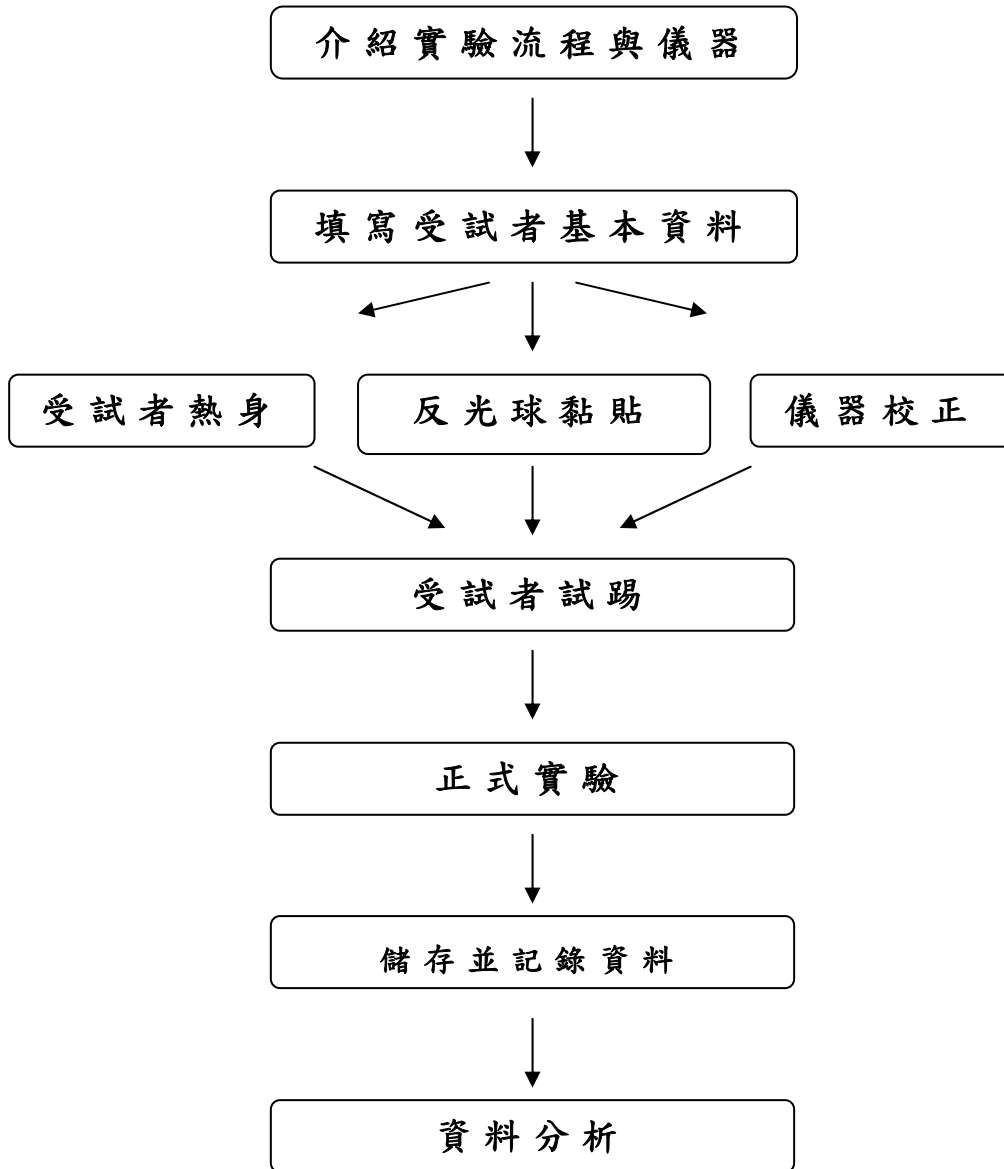 介紹實驗流程與儀器
填寫受試者基本資料
受試者熱身
反光球黏貼
儀器校正
受試者試踢
正式實驗
儲存並記錄資料
資料分析